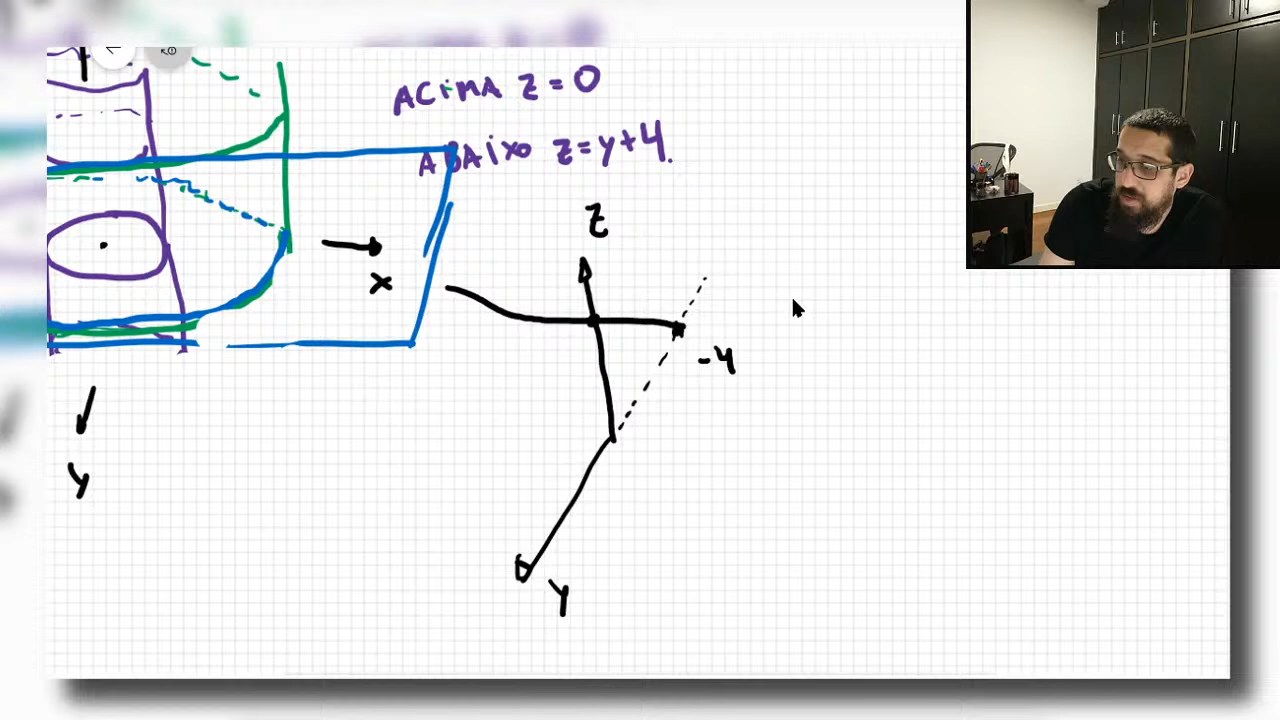 ACIMA Z = 0
ABAIXO Z = Y+4.
Z
X
-4
Y
Y